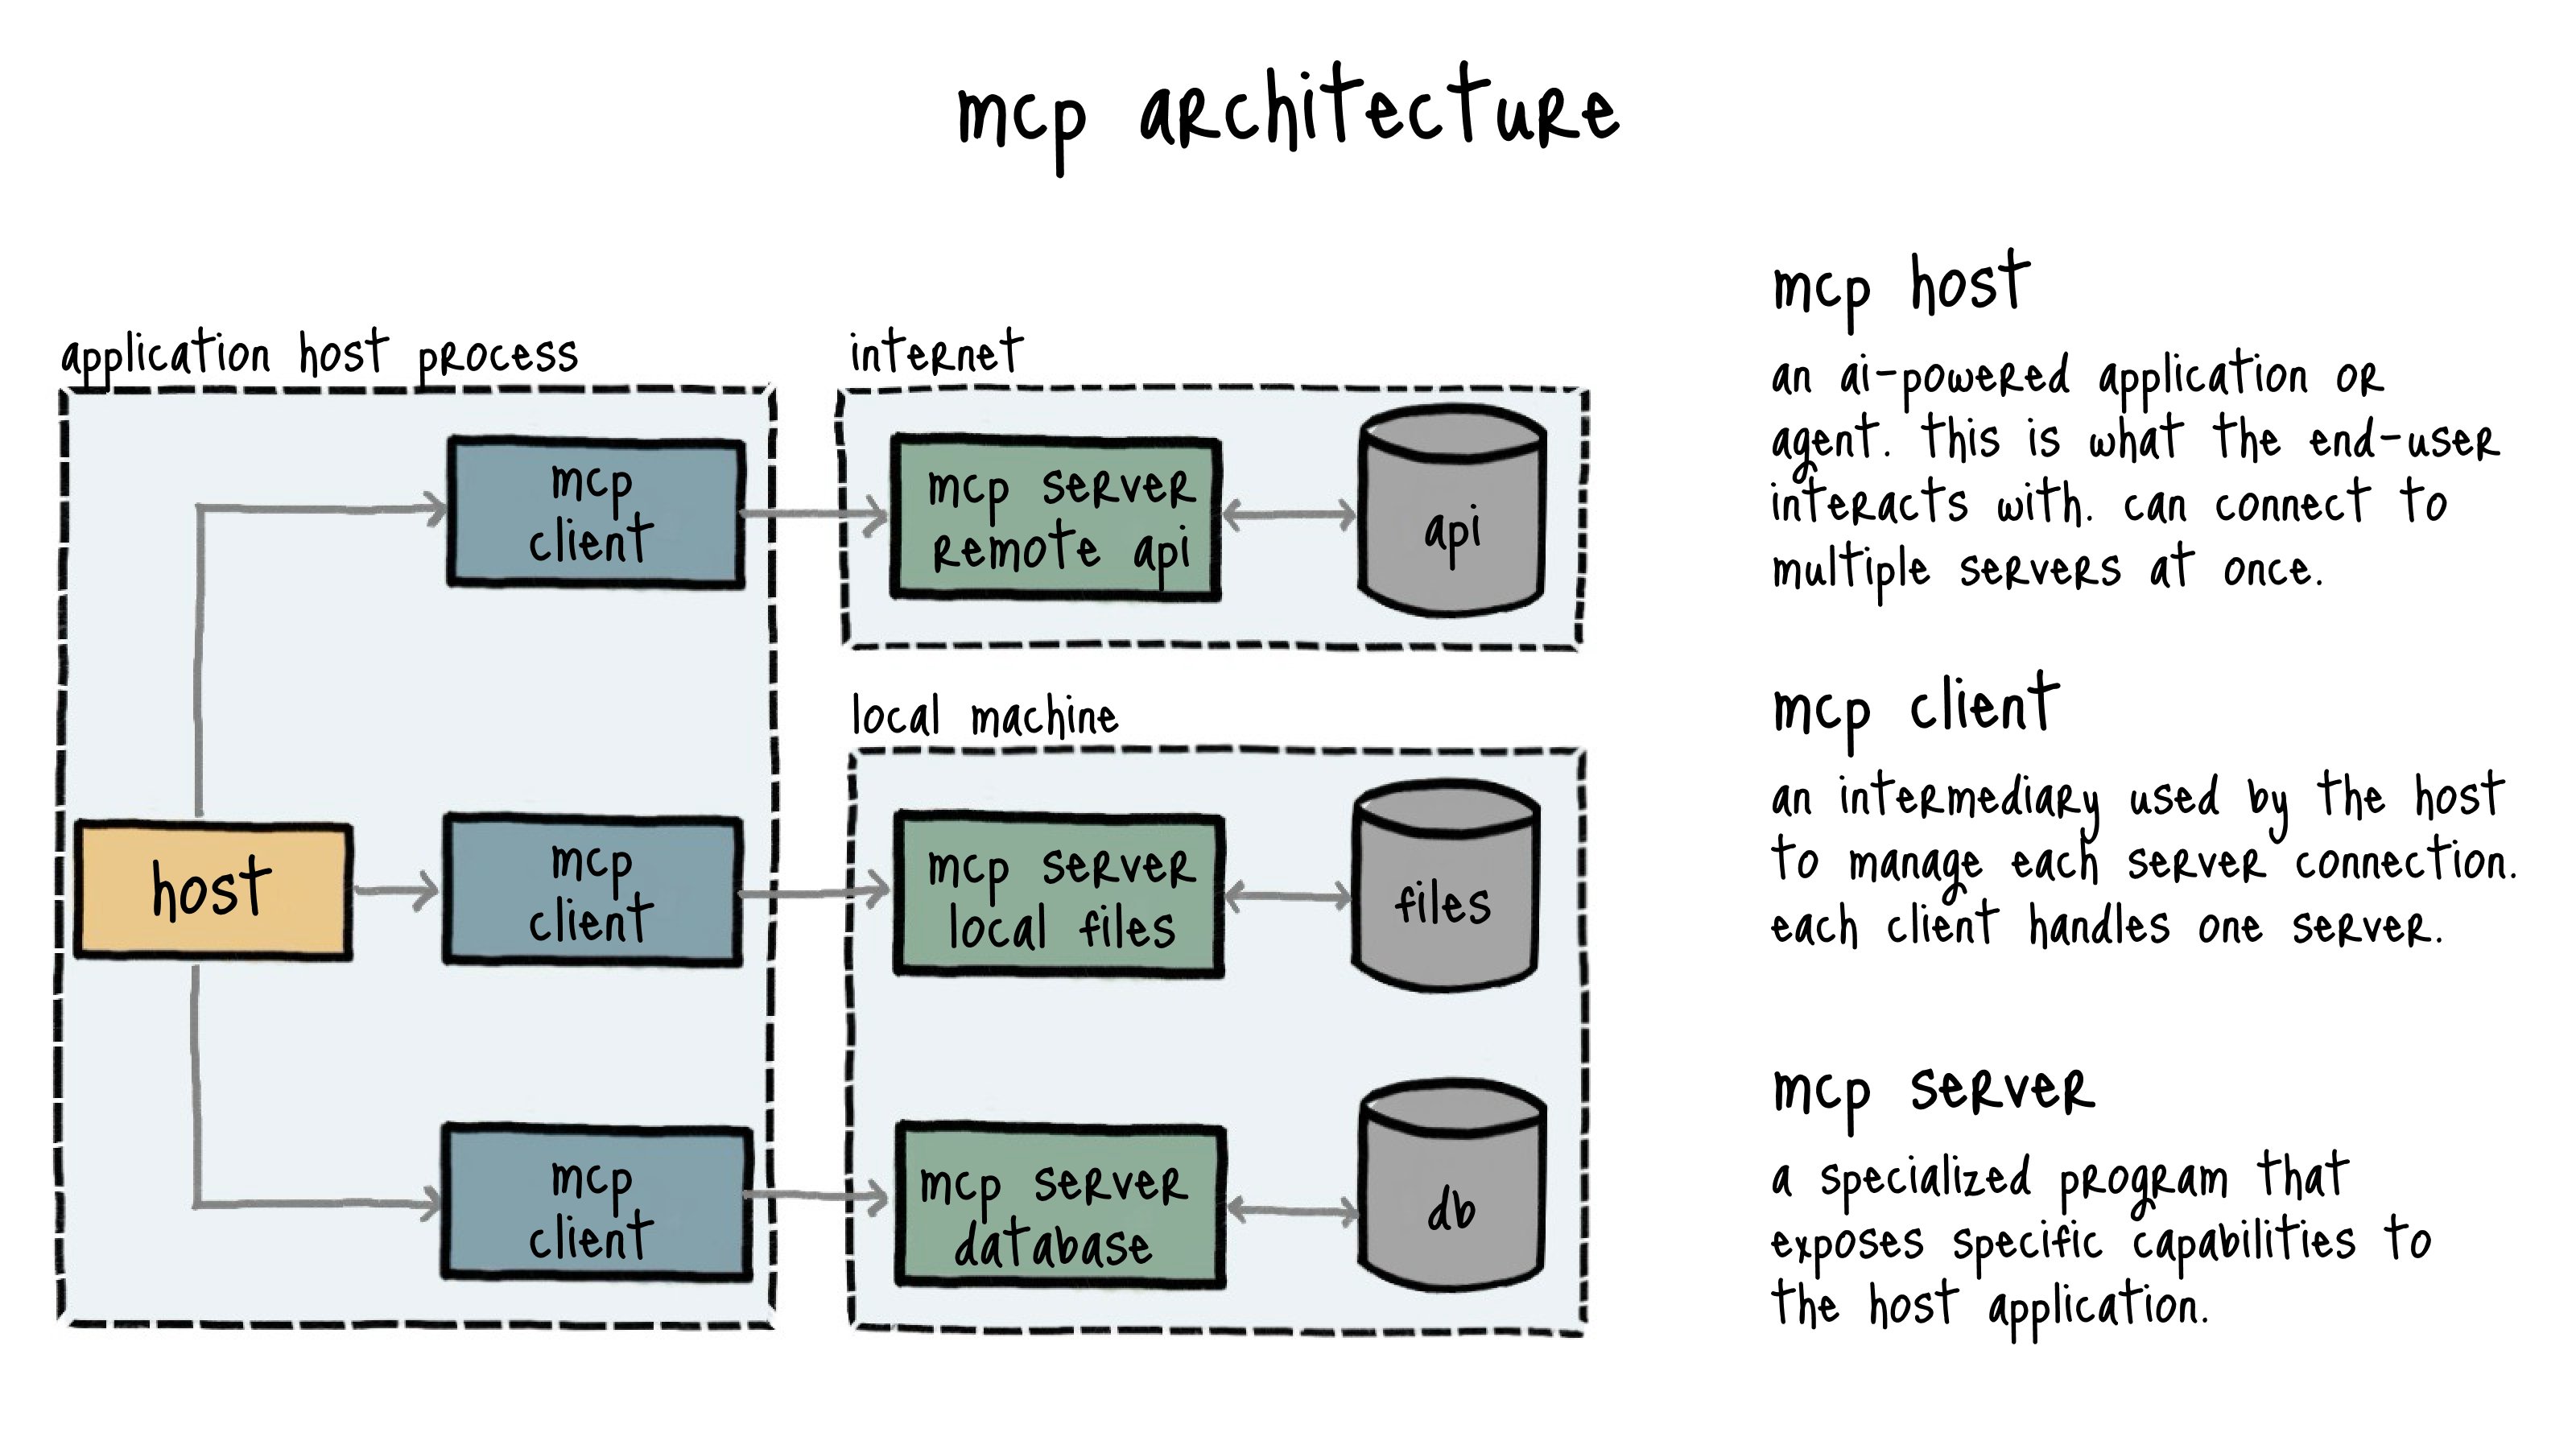 mcp architecture
application host process
mcp
client
host
mcp
client
mcp
client
internet
mcp server
remote api
api
local machine
mcp server
local files
files
mcp server
database
db
mcp host
an ai-powered application or
agent. this is what the end-user
interacts with. can connect to
multiple servers at once.
mcp client
an intermediary used by the host
to manage each server connection.
each client handles one server.
mcp server
a specialized program that
exposes specific capabilities to
the host application.